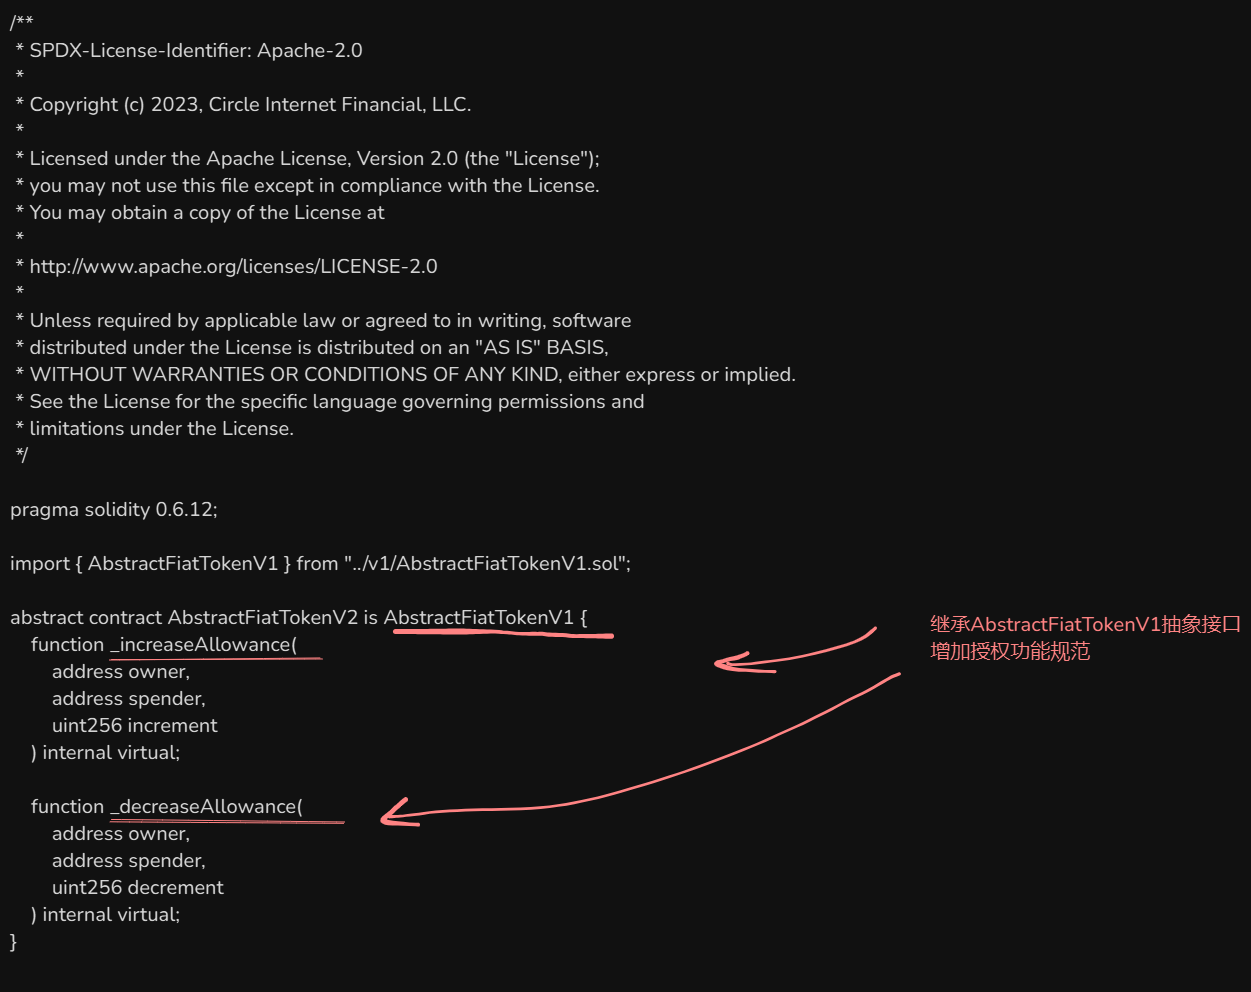 /**
 * SPDX-License-Identifier: Apache-2.0
 *
 * Copyright (c) 2023, Circle Internet Financial, LLC.
 *
 * Licensed under the Apache License, Version 2.0 (the "License");
 * you may not use this file except in compliance with the License.
 * You may obtain a copy of the License at
 *
 * http://www.apache.org/licenses/LICENSE-2.0
 *
 * Unless required by applicable law or agreed to in writing, software
 * distributed under the License is distributed on an "AS IS" BASIS,
 * WITHOUT WARRANTIES OR CONDITIONS OF ANY KIND, either express or implied.
 * See the License for the specific language governing permissions and
 * limitations under the License.
 */

pragma solidity 0.6.12;

import { AbstractFiatTokenV1 } from "../v1/AbstractFiatTokenV1.sol";

abstract contract AbstractFiatTokenV2 is AbstractFiatTokenV1 {
    function _increaseAllowance(
        address owner,
        address spender,
        uint256 increment
    ) internal virtual;

    function _decreaseAllowance(
        address owner,
        address spender,
        uint256 decrement
    ) internal virtual;
}
继承AbstractFiatTokenV1抽象接口
增加授权功能规范